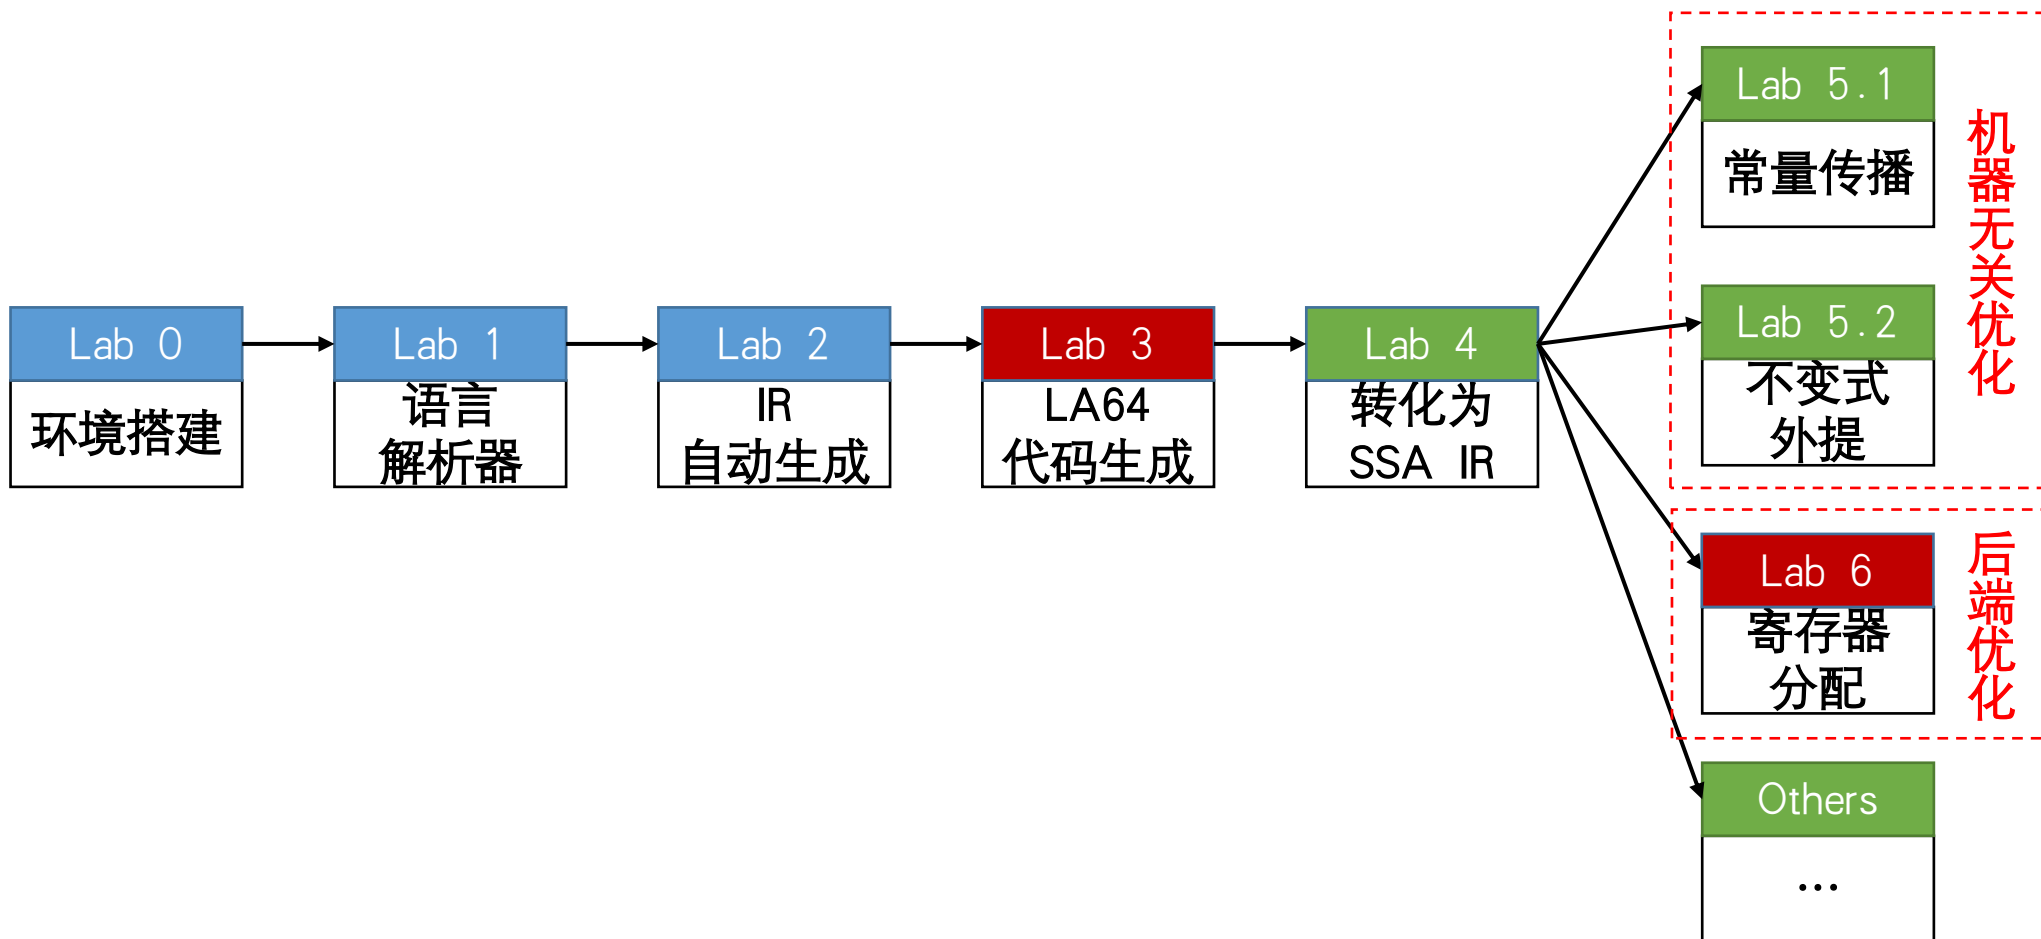 Lab 0
环境搭建
Lab 1
语言
解析器
Lab 2
IR
自动生成
Lab 3
LA64
代码生成
Lab 4
转化为
SSA IR
Lab 5.1
常量传播
Lab 5.2
不变式
外提
机器无关优化
Lab 6
寄存器
分配
后端优化
Others
...